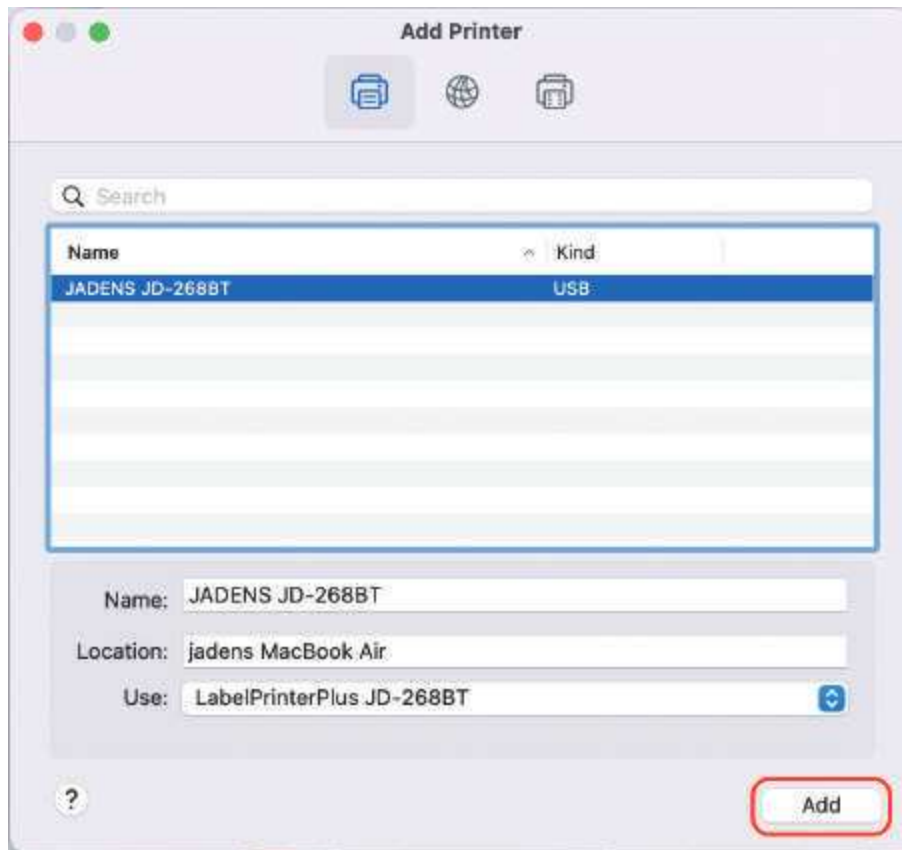 Add Printer
Search
Name Kind
JADENS JD-268BT USB
Name: JADENS JD-268BT
Location: jadens MacBook Air
Use: LabelPrinterPlus JD-268BT
? Add